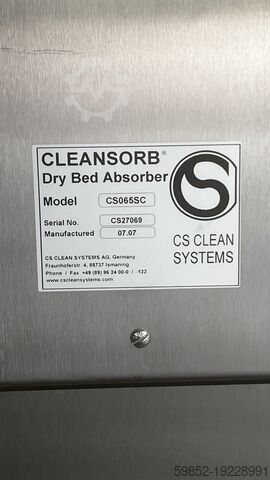 CLEANSORB®
Dry Bed Absorber
Model CS065SC
Serial No. CS27069
Manufactured 07.07
CS CLEAN SYSTEMS
CS CLEAN SYSTEMS AG, Germany
Fraunhoferstr. 4, 85737 Ismaning
Phone / Fax +49 (89) 96 24 00-0 / -122
www.cscleansystems.com
59852-19228991